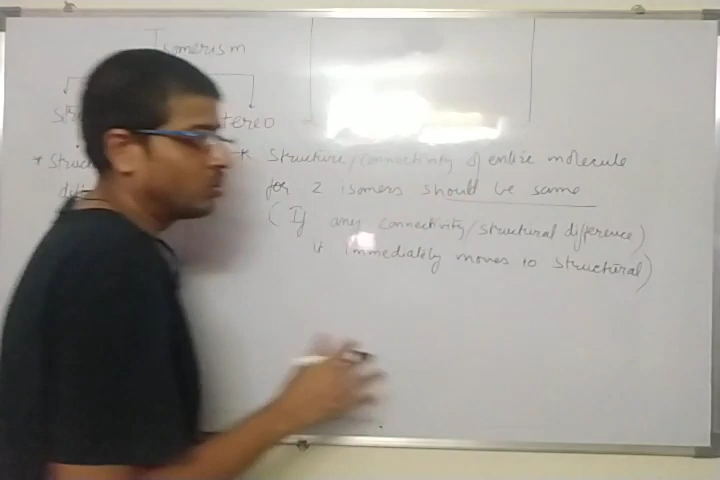 Isomerism
tereo
* Structure/connectivity of entire molecule
for 2 isomers should be same
( If any connectivity/structural difference)
it immediately moves to structural)